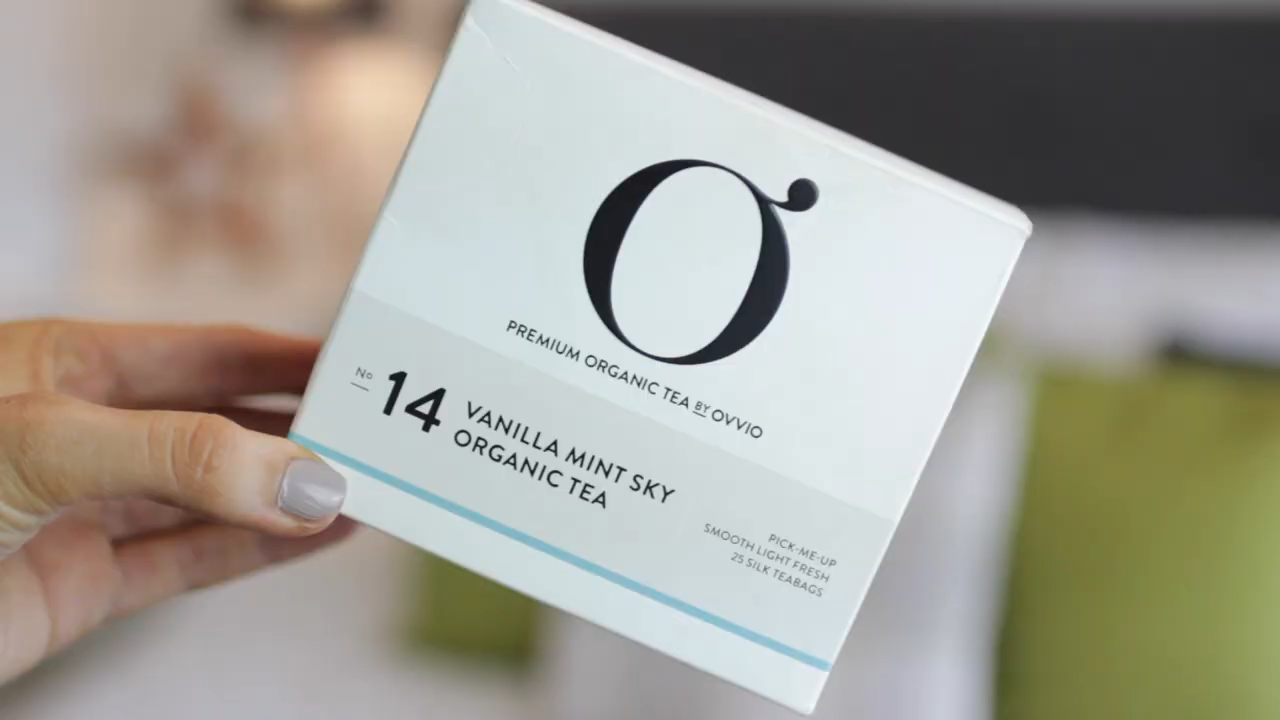 O
PREMIUM ORGANIC TEA BY OVVIO
No 14
VANILLA MINT SKY
ORGANIC TEA
PICK-ME-UP
SMOOTH LIGHT FRESH
25 SILK TEABAGS